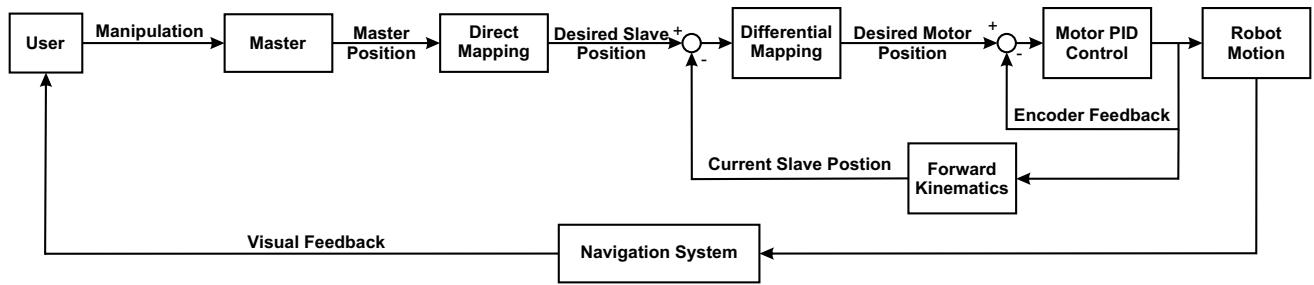 User
Manipulation
Master
Master
Position
Direct
Mapping
Desired Slave
Position
+
-
Differential
Mapping
Desired Motor
Position
+
-
Motor PID
Control
Robot
Motion
Encoder Feedback
Current Slave Postion
Forward
Kinematics
Visual Feedback
Navigation System